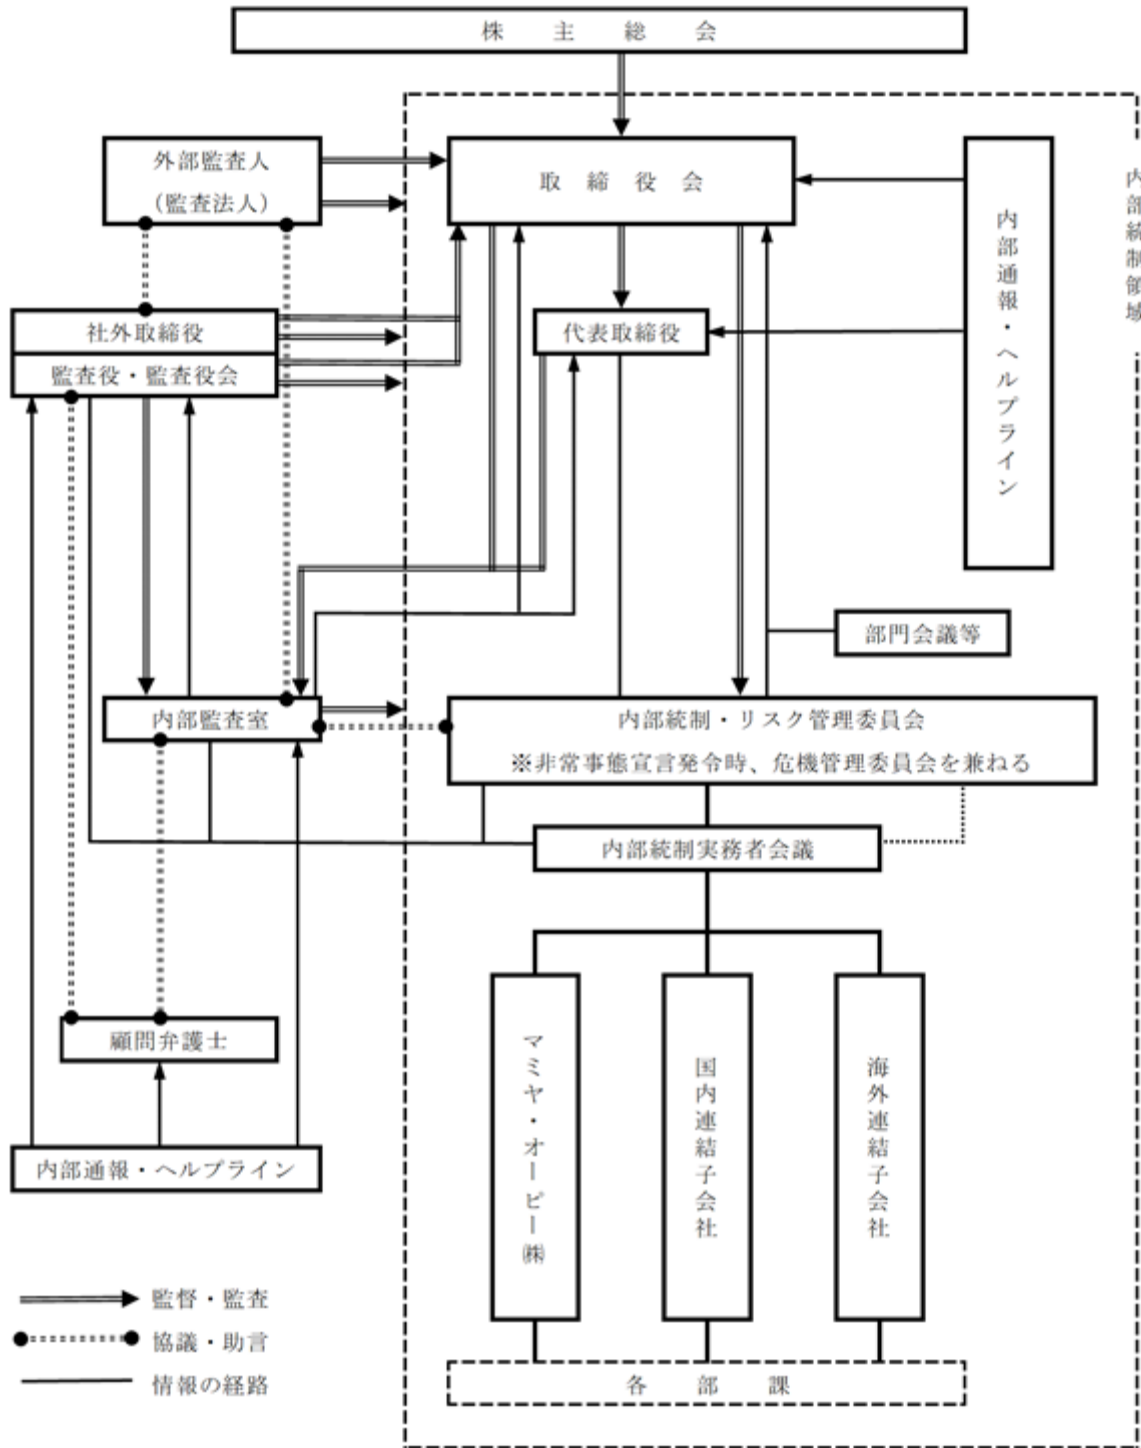 株主総会
外部監査人
（監査法人）
取締役会
内部通報・ヘルプライン
内部統制領域
社外取締役
監査役・監査役会
代表取締役
部門会議等
内部監査室
内部統制・リスク管理委員会
※非常事態宣言発令時、危機管理委員会を兼ねる
内部統制実務者会議
顧問弁護士
マミヤ・オーピー㈱
国内連結子会社
海外連結子会社
内部通報・ヘルプライン
監督・監査
協議・助言
情報の経路
各部課